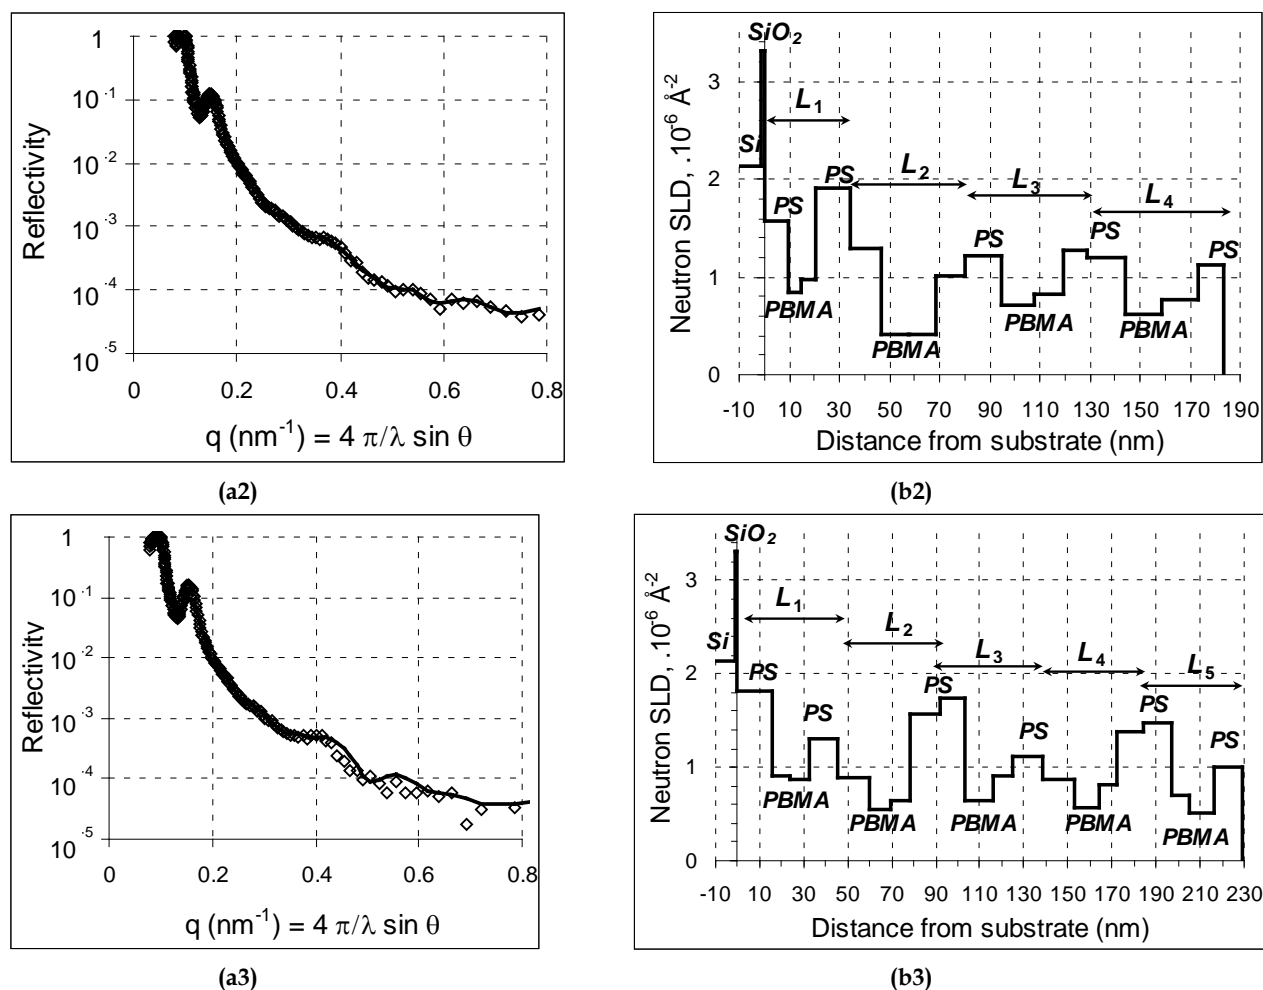 1
10⁻¹
10⁻²
10⁻³
10⁻⁴
10⁻⁵
Reflectivity
0 0.2 0.4 0.6 0.8
q (nm⁻¹) = 4 π/λ sin θ
(a2)
SiO₂
Si
L₁
L₂
L₃
L₄
PS PS PS PS PS
PBMA PBMA PBMA PBMA
3
2
1
0
Neutron SLD, .10⁻⁶ Å⁻²
-10 10 30 50 70 90 110 130 150 170 190
Distance from substrate (nm)
(b2)
1
10⁻¹
10⁻²
10⁻³
10⁻⁴
10⁻⁵
Reflectivity
0 0.2 0.4 0.6 0.8
q (nm⁻¹) = 4 π/λ sin θ
(a3)
SiO₂
Si
L₁
L₂
L₃
L₄
L₅
PS PS PS PS PS PS
PBMA PBMA PBMA PBMA PBMA
3
2
1
0
Neutron SLD, .10⁻⁶ Å⁻²
-10 10 30 50 70 90 110 130 150 170 190 210 230
Distance from substrate (nm)
(b3)